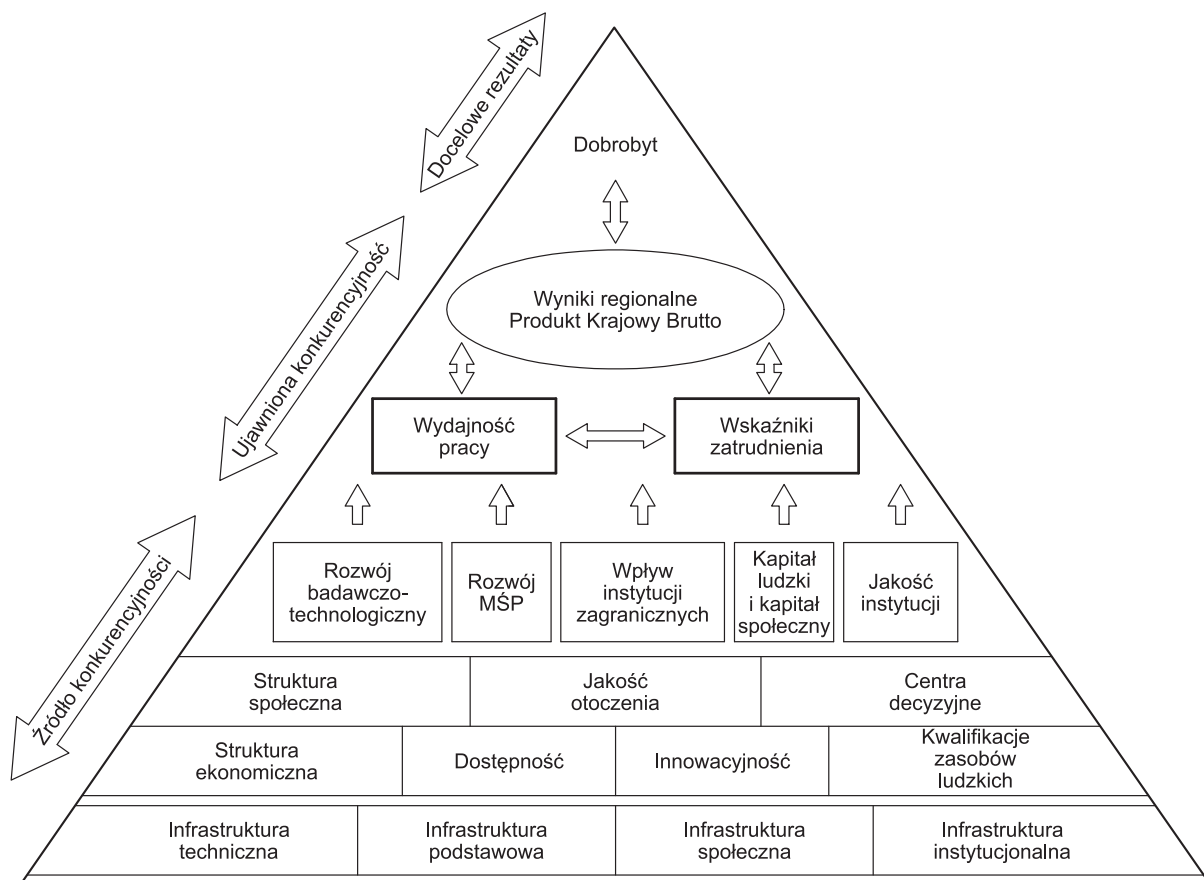 Docelowe rezultaty
Dobrobyt
Ujawniona konkurencyjność
Wyniki regionalne
Produkt Krajowy Brutto
Wydajność
pracy
Wskaźniki
zatrudnienia
Źródło konkurencyjności
Rozwój
badawczo-
technologiczny
Rozwój
MŚP
Wpływ
instytucji
zagranicznych
Kapitał
ludzki
i kapitał
społeczny
Jakość
instytucji
Struktura
społeczna
Jakość
otoczenia
Centra
decyzyjne
Struktura
ekonomiczna
Dostępność
Innowacyjność
Kwalifikacje
zasobów
ludzkich
Infrastruktura
techniczna
Infrastruktura
podstawowa
Infrastruktura
społeczna
Infrastruktura
instytucjonalna